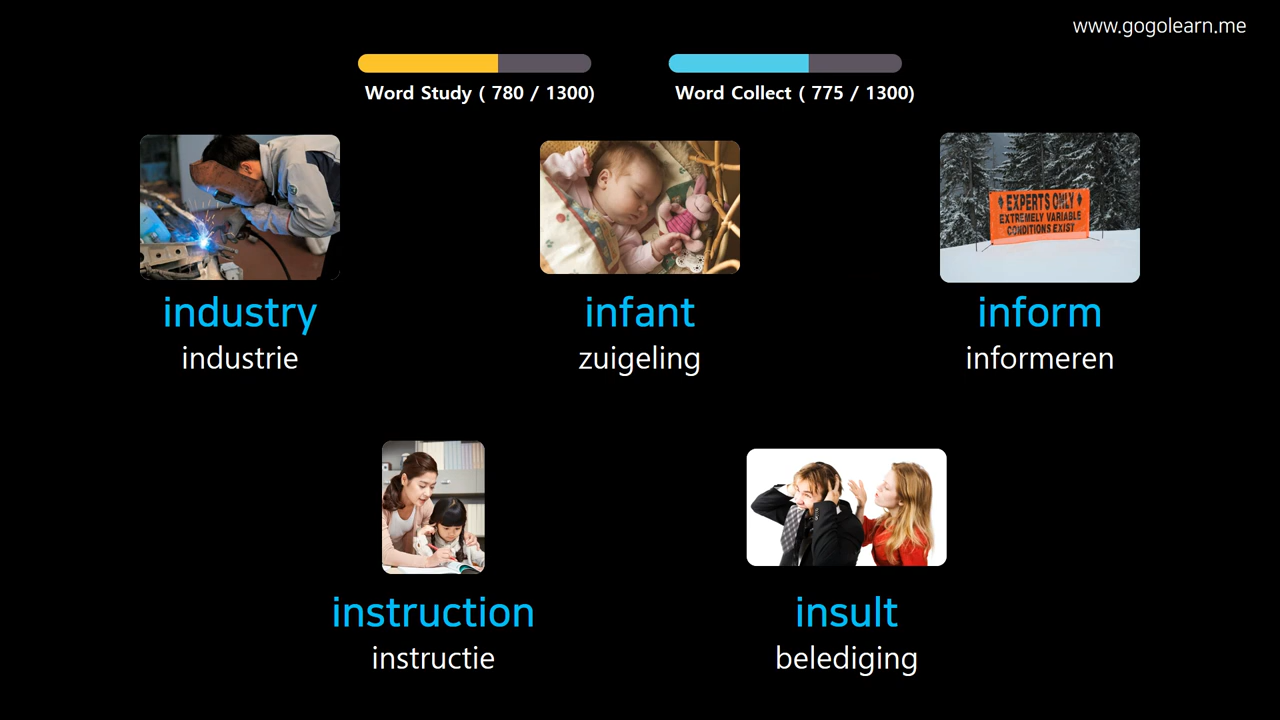 www.gogolearn.me
Word Study ( 780 / 1300)
Word Collect ( 775 / 1300)
EXPERTS ONLY
EXTREMELY VARIABLE
CONDITIONS EXIST
industry
industrie
infant
zuigeling
inform
informeren
instruction
instructie
insult
belediging